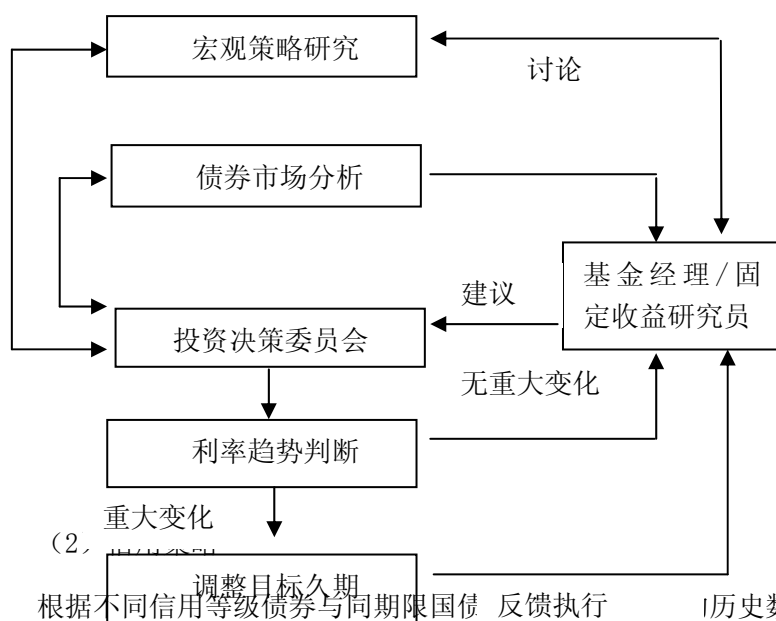 宏观策略研究
讨论
债券市场分析
基金经理/固
定收益研究员
建议
投资决策委员会
无重大变化
利率趋势判断
重大变化
（2）
调整目标久期
根据不同信用等级债券与同期限国债 反馈执行 历史数